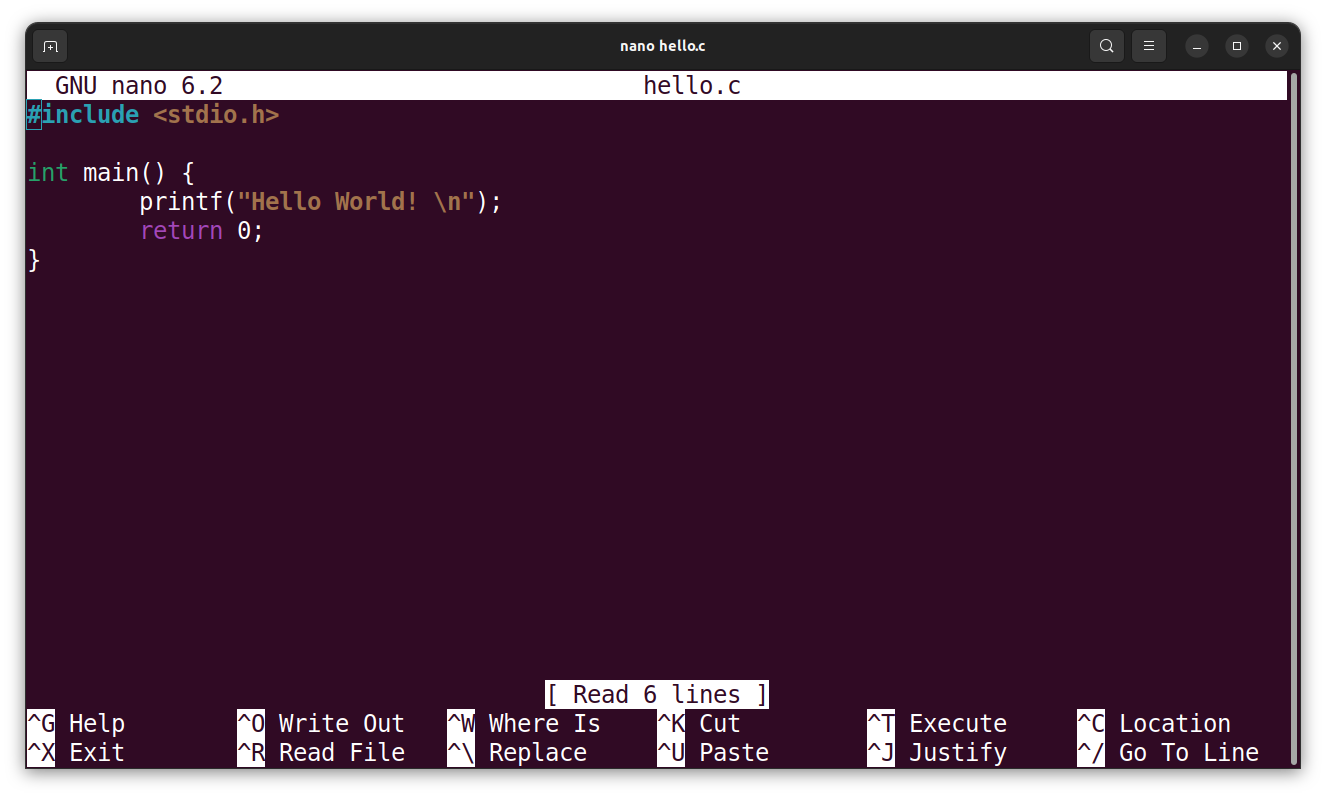 nano hello.c
GNU nano 6.2 hello.c
#include <stdio.h>

int main() {
        printf("Hello World! \n");
        return 0;
}
[ Read 6 lines ]
^G Help ^O Write Out ^W Where Is ^K Cut ^T Execute ^C Location
^X Exit ^R Read File ^\ Replace ^U Paste ^J Justify ^/ Go To Line